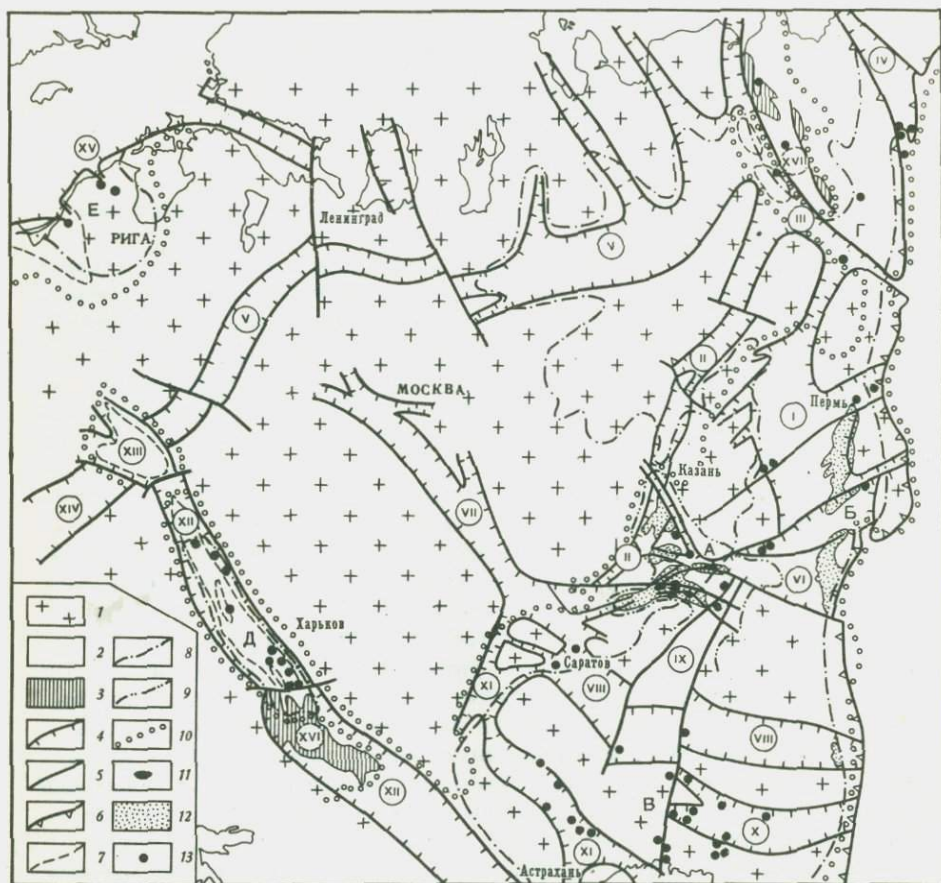 IV
XV
XVI
Е
III
Г
РИГА
Ленинград
V
V
II
МОСКВА
I
Пермь
XIII
Казань
XIV
VII
Б
XII
А
II
VI
1
Харьков
2
8
Д
IX
Саратов
3
9
XI
VIII
4
10
XVI
VIII
5
11
XII
В
6
12
X
XI
7
13
Астрахань